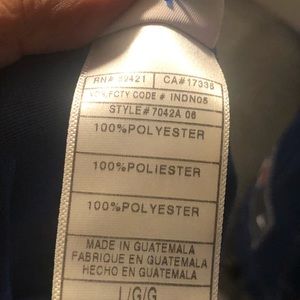 CA#17338
FCTY CODE # INDN05
STYLE#7042A 06
100%POLYESTER
100%POLIESTER
100%POLYESTER
MADE IN GUATEMALA
FABRIQUE EN GUATEMALA
HECHO EN GUATEMALA
L/G/G